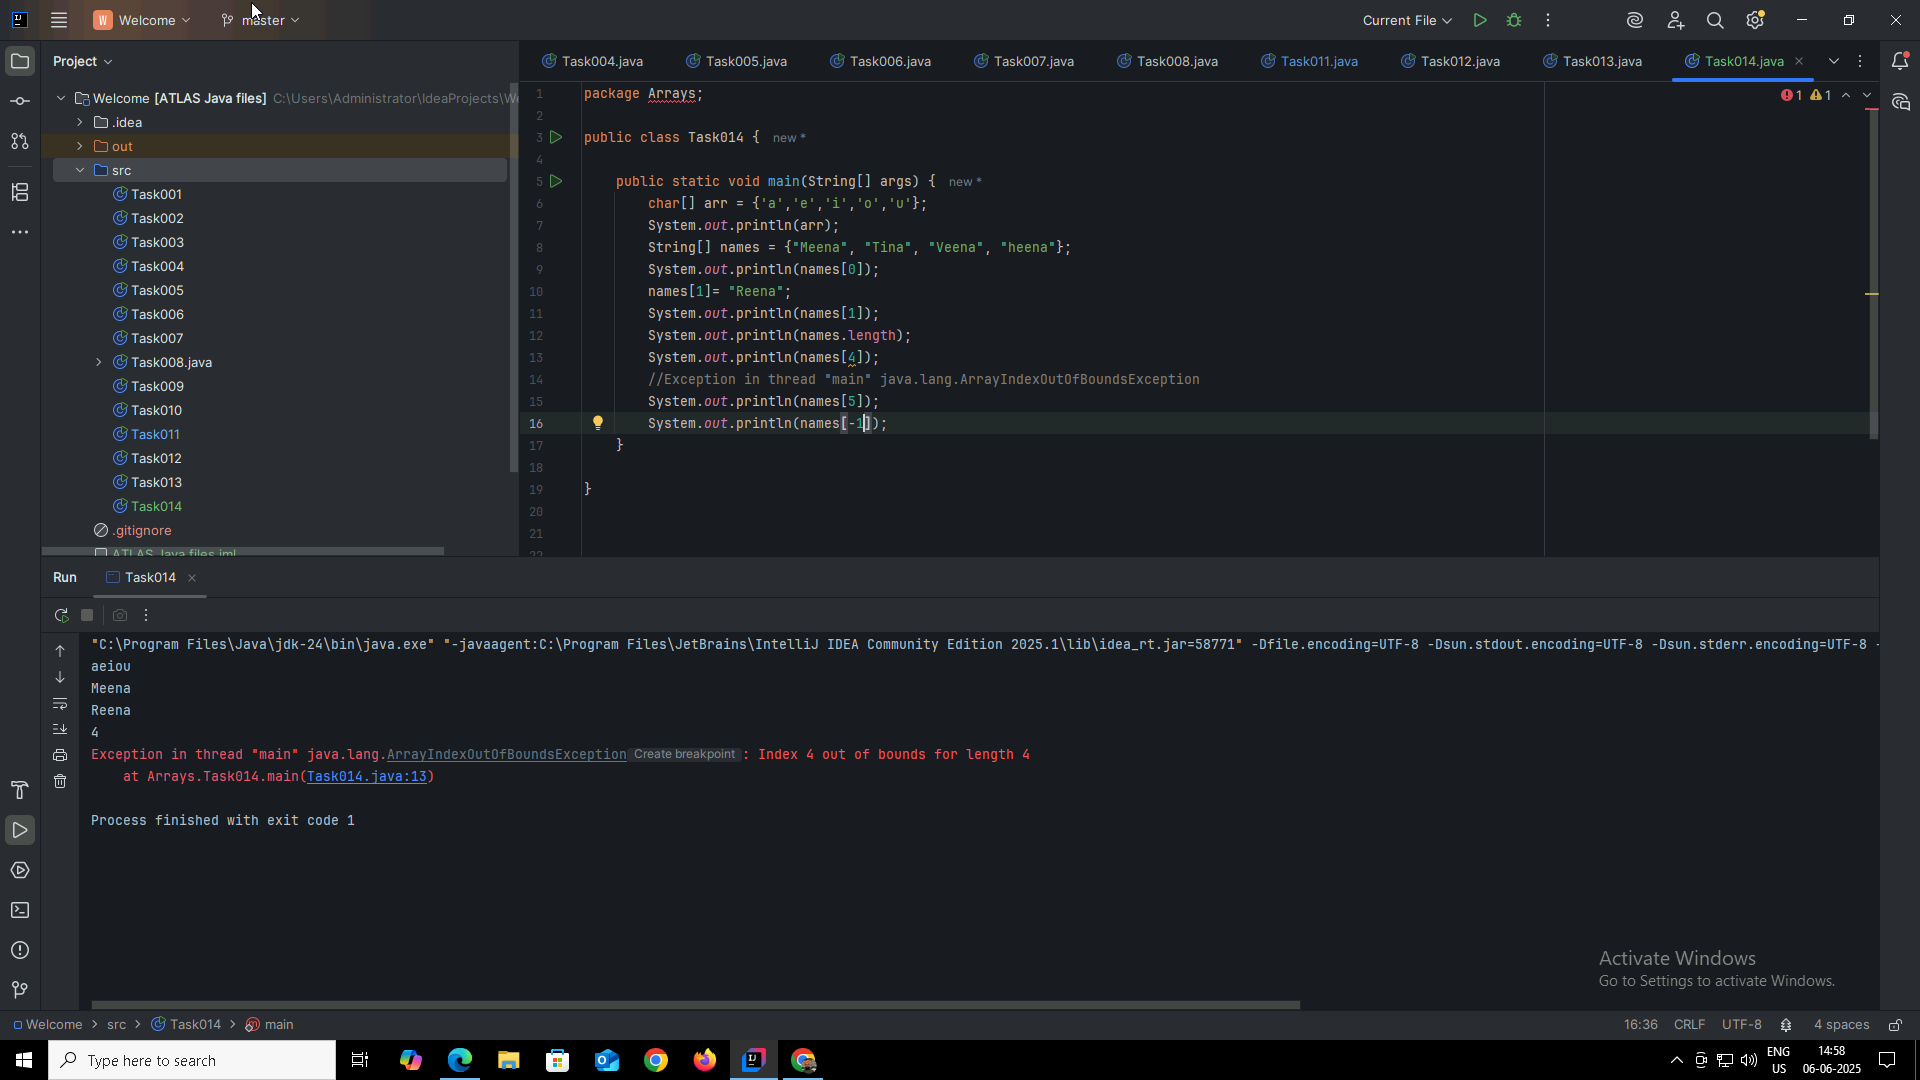 W Welcome master Current File
Project
Task004.java Task005.java Task006.java Task007.java Task008.java Task011.java Task012.java Task013.java Task014.java
Welcome [ATLAS Java files] C:\Users\Administrator\IdeaProjects\We
.idea
out
src
Task001
Task002
Task003
Task004
Task005
Task006
Task007
Task008.java
Task009
Task010
Task011
Task012
Task013
Task014
.gitignore
ATLAS Java files.iml
1 package Arrays;
1 1
2
3 public class Task014 { new *
4
5 public static void main(String[] args) { new *
6 char[] arr = {'a','e','i','o','u'};
7 System.out.println(arr);
8 String[] names = {"Meena", "Tina", "Veena", "heena"};
9 System.out.println(names[0]);
10 names[1]= "Reena";
11 System.out.println(names[1]);
12 System.out.println(names.length);
13 System.out.println(names[4]);
14 //Exception in thread "main" java.lang.ArrayIndexOutOfBoundsException
15 System.out.println(names[5]);
16 System.out.println(names[-1]);
17 }
18
19 }
20
21
22
Run Task014
"C:\Program Files\Java\jdk-24\bin\java.exe" "-javaagent:C:\Program Files\JetBrains\IntelliJ IDEA Community Edition 2025.1\lib\idea_rt.jar=58771" -Dfile.encoding=UTF-8 -Dsun.stdout.encoding=UTF-8 -Dsun.stderr.encoding=UTF-8 -
aeiou
Meena
Reena
4
Exception in thread "main" java.lang.ArrayIndexOutOfBoundsException Create breakpoint : Index 4 out of bounds for length 4
at Arrays.Task014.main(Task014.java:13)
Process finished with exit code 1
Activate Windows
Go to Settings to activate Windows.
Welcome > src > Task014 > main 16:36 CRLF UTF-8 4 spaces
Type here to search
ENG
US
14:58
06-06-2025